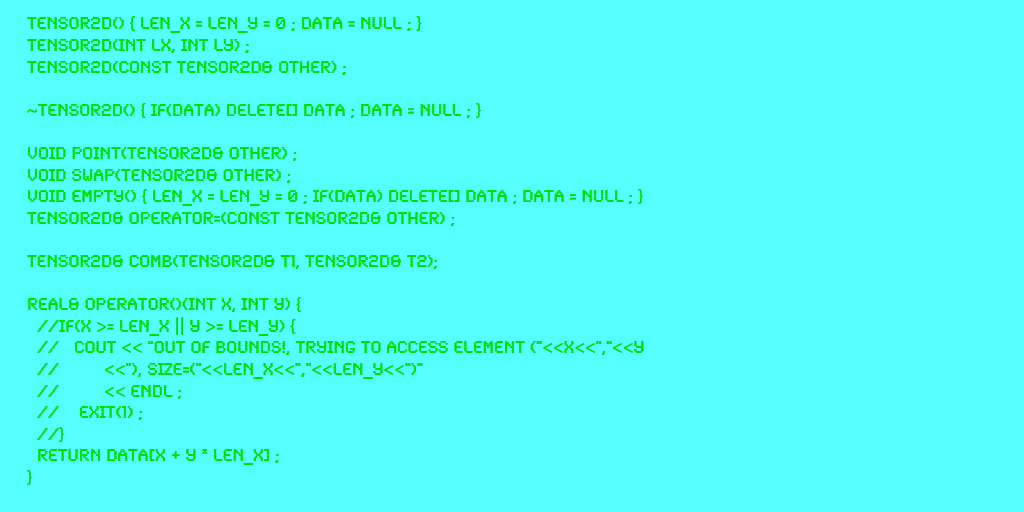 TENSOR2D() { LEN_X = LEN_Y = 0 ; DATA = NULL ; }
TENSOR2D(INT LX, INT LY) ;
TENSOR2D(CONST TENSOR2D& OTHER) ;
~TENSOR2D() { IF(DATA) DELETE[] DATA ; DATA = NULL ; }
VOID POINT(TENSOR2D& OTHER) ;
VOID SWAP(TENSOR2D& OTHER) ;
VOID EMPTY() { LEN_X = LEN_Y = 0 ; IF(DATA) DELETE[] DATA ; DATA = NULL ; }
TENSOR2D& OPERATOR=(CONST TENSOR2D& OTHER) ;
TENSOR2D& COMB(TENSOR2D& T1, TENSOR2D& T2);
REAL& OPERATOR()(INT X, INT Y) {
//IF(X >= LEN_X || Y >= LEN_Y) {
//   COUT << "OUT OF BOUNDS!, TRYING TO ACCESS ELEMENT ("<<X<<","<<Y
//         <<"), SIZE=("<<LEN_X<<","<<LEN_Y<<")"
//         << ENDL ;
//    EXIT(1) ;
//}
RETURN DATA[X + Y * LEN_X] ;
}